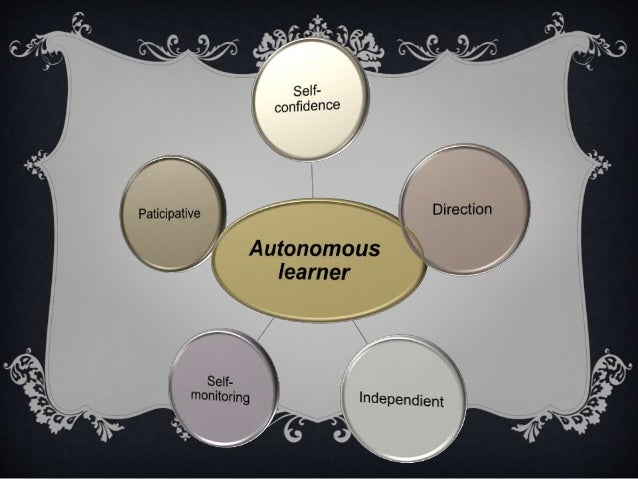 Self-
confidence
Paticipative
Direction
Autonomous
learner
Self-
monitoring
Independient